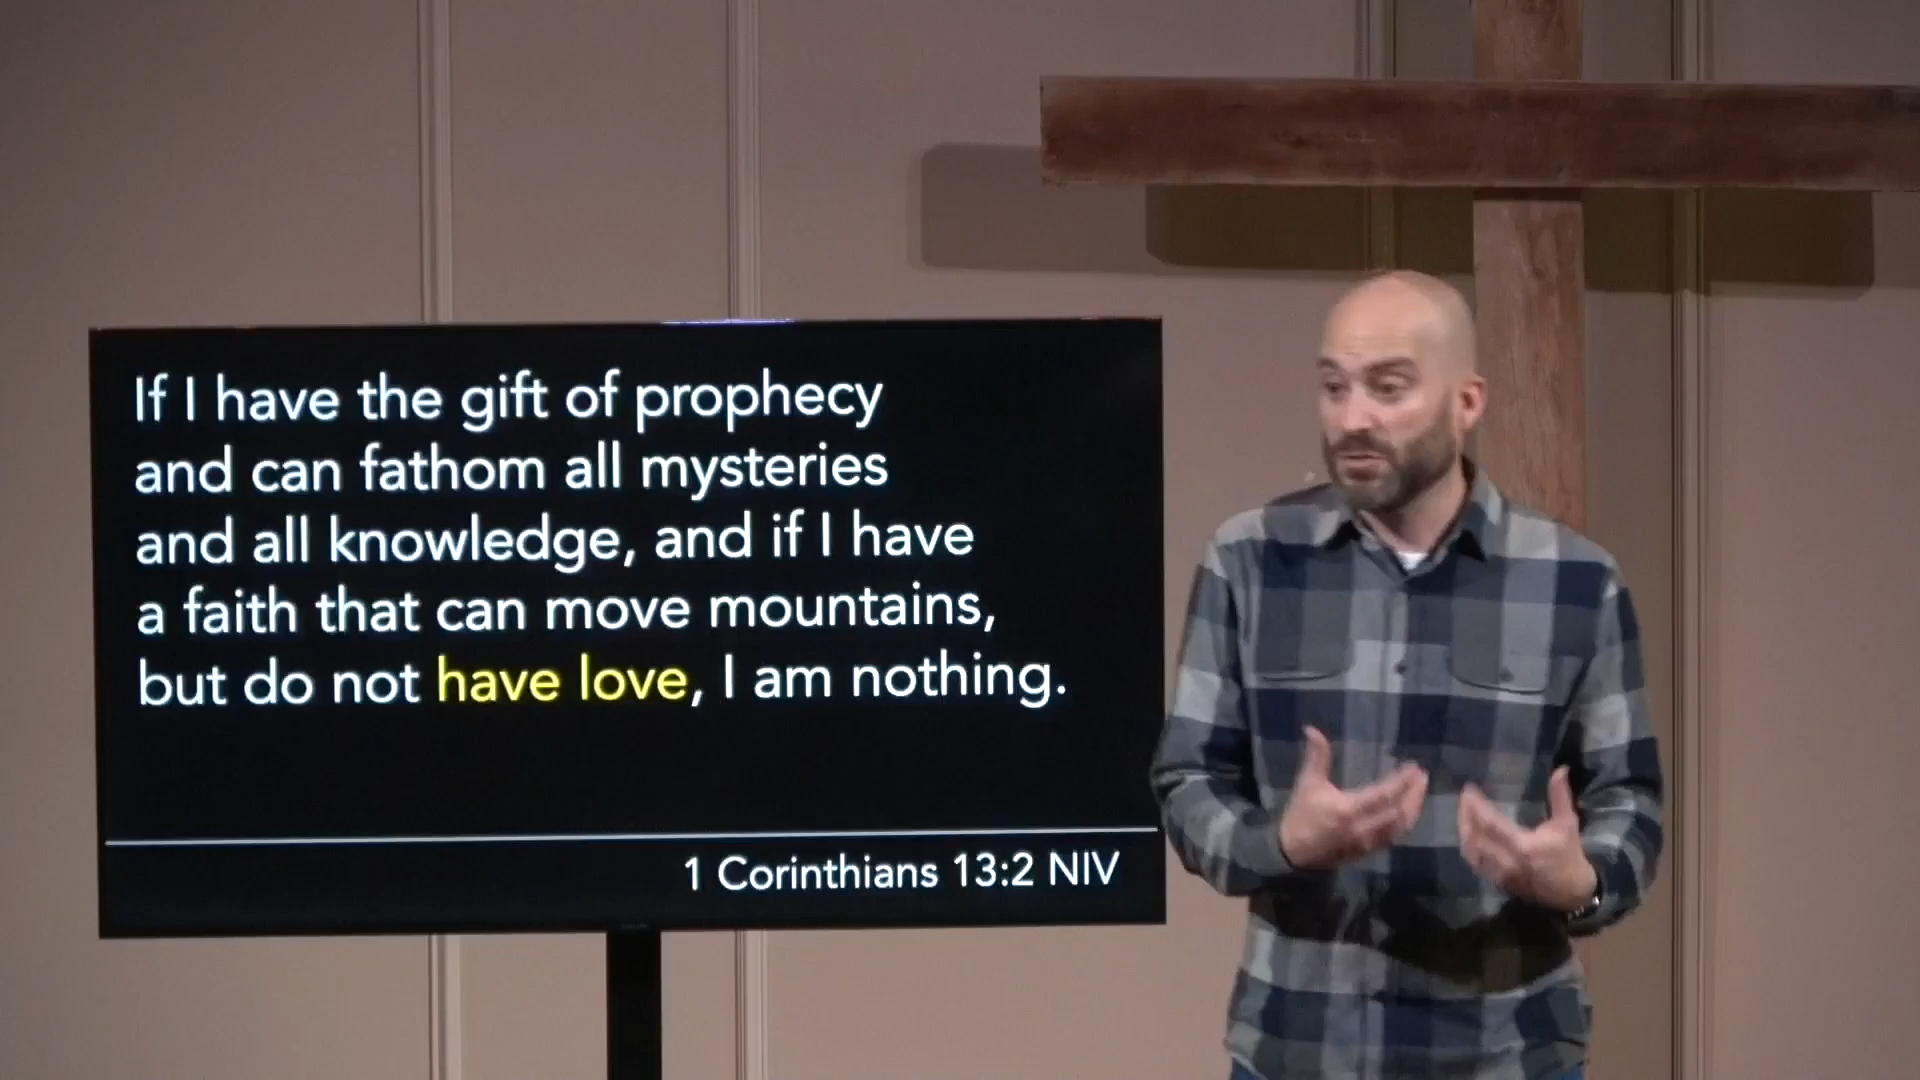 If I have the gift of prophecy
and can fathom all mysteries
and all knowledge, and if I have
a faith that can move mountains,
but do not have love, I am nothing.
1 Corinthians 13:2 NIV